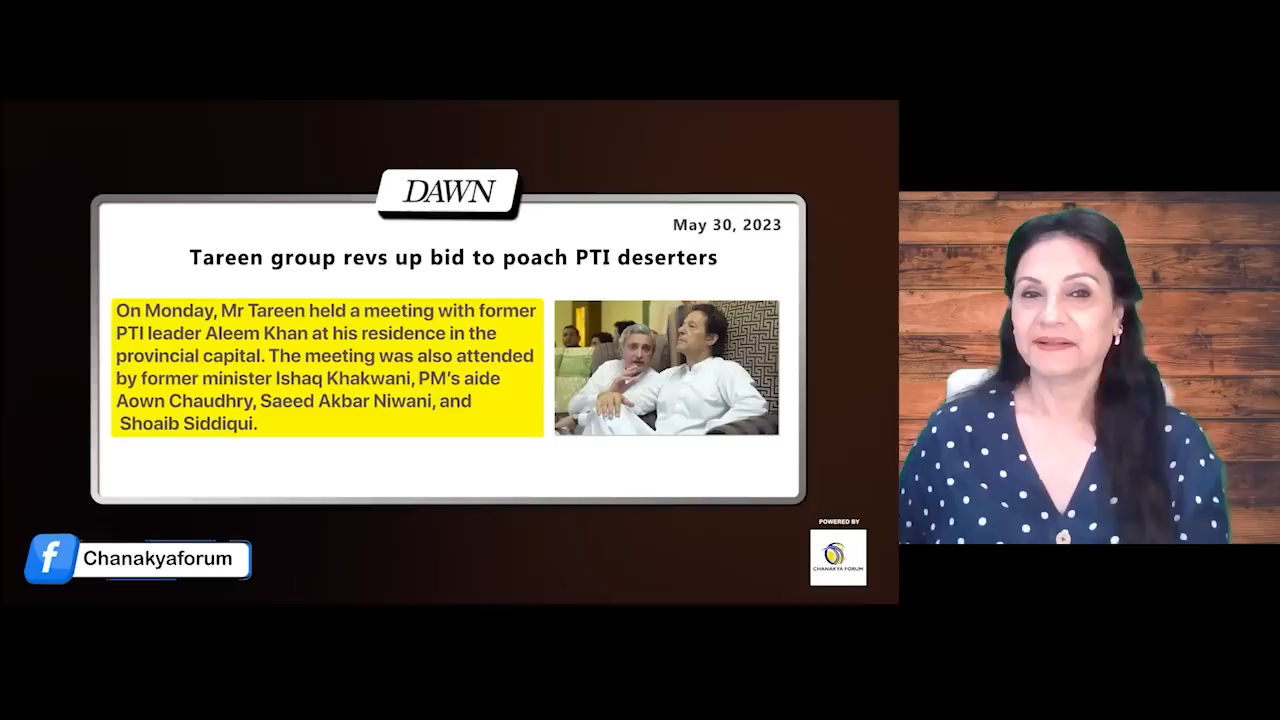 DAWN
May 30, 2023
Tareen group revs up bid to poach PTI deserters
On Monday, Mr Tareen held a meeting with former
PTI leader Aleem Khan at his residence in the
provincial capital. The meeting was also attended
by former minister Ishaq Khakwani, PM’s aide
Aown Chaudhry, Saeed Akbar Niwani, and
Shoaib Siddiqui.
f Chanakyaforum
POWERED BY
CHANAKYA FORUM